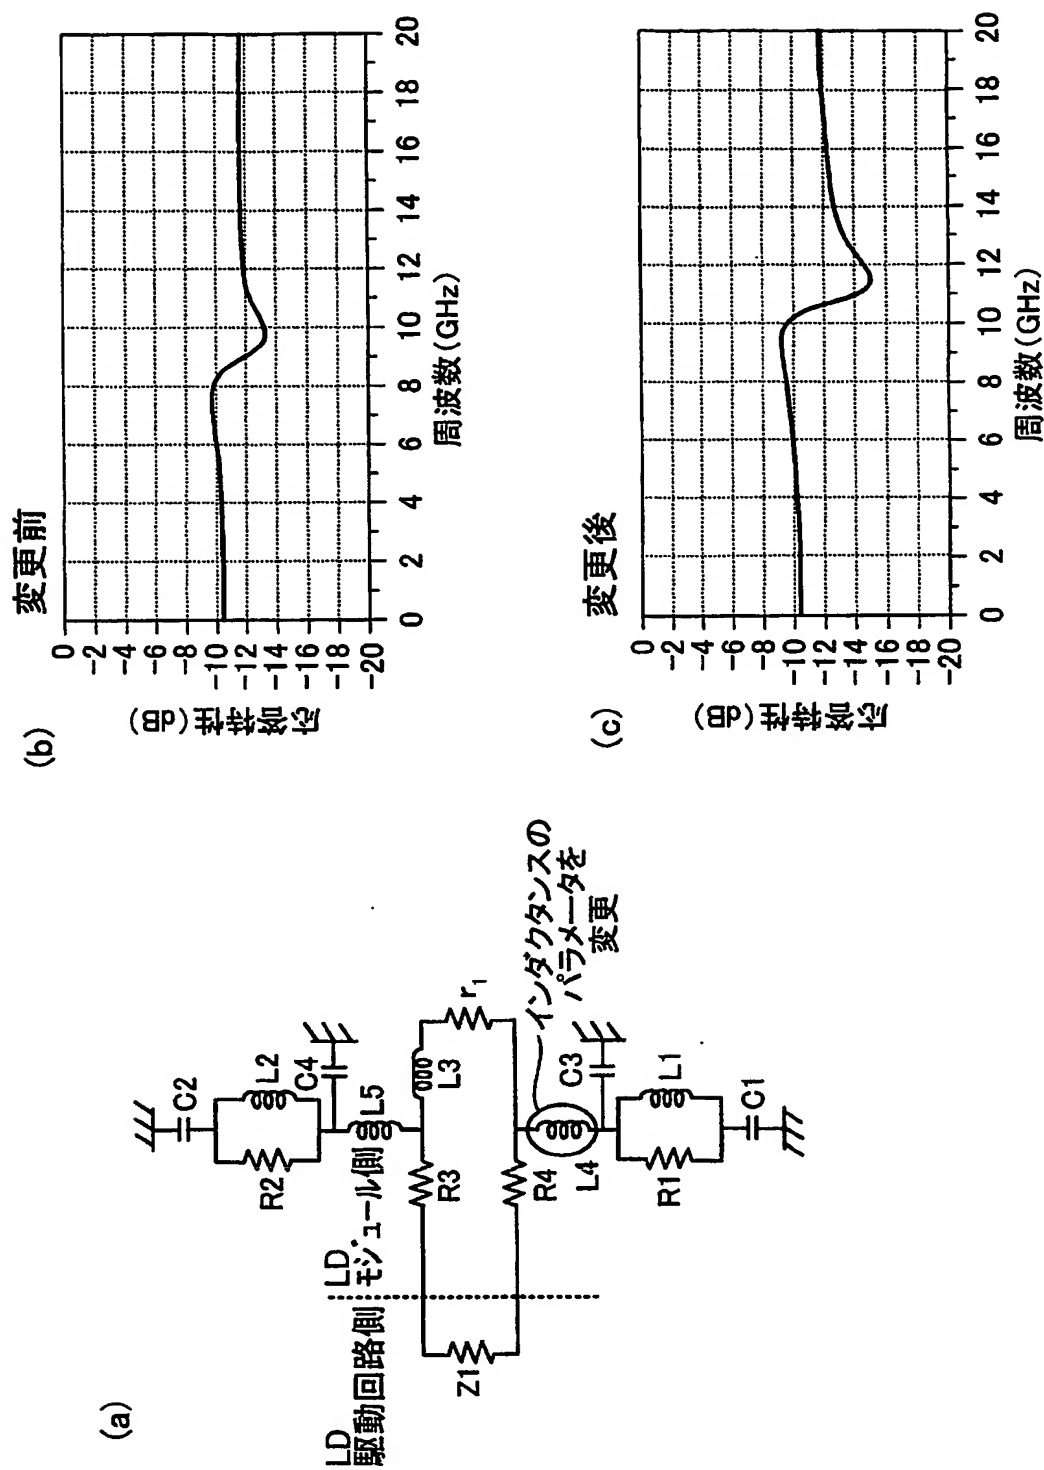 (a)
LD
駆動回路側
LD
モジュール側
Z1
R3
R4
L3
r1
L5
C4
R2
L2
C2
L4
インダクタンスの
パラメータを
変更
C3
R1
L1
C1
(b)
変更前
応答特性(dB)
0
-2
-4
-6
-8
-10
-12
-14
-16
-18
-20
0 2 4 6 8 10 12 14 16 18 20
周波数(GHz)
(c)
変更後
応答特性(dB)
0
-2
-4
-6
-8
-10
-12
-14
-16
-18
-20
0 2 4 6 8 10 12 14 16 18 20
周波数(GHz)